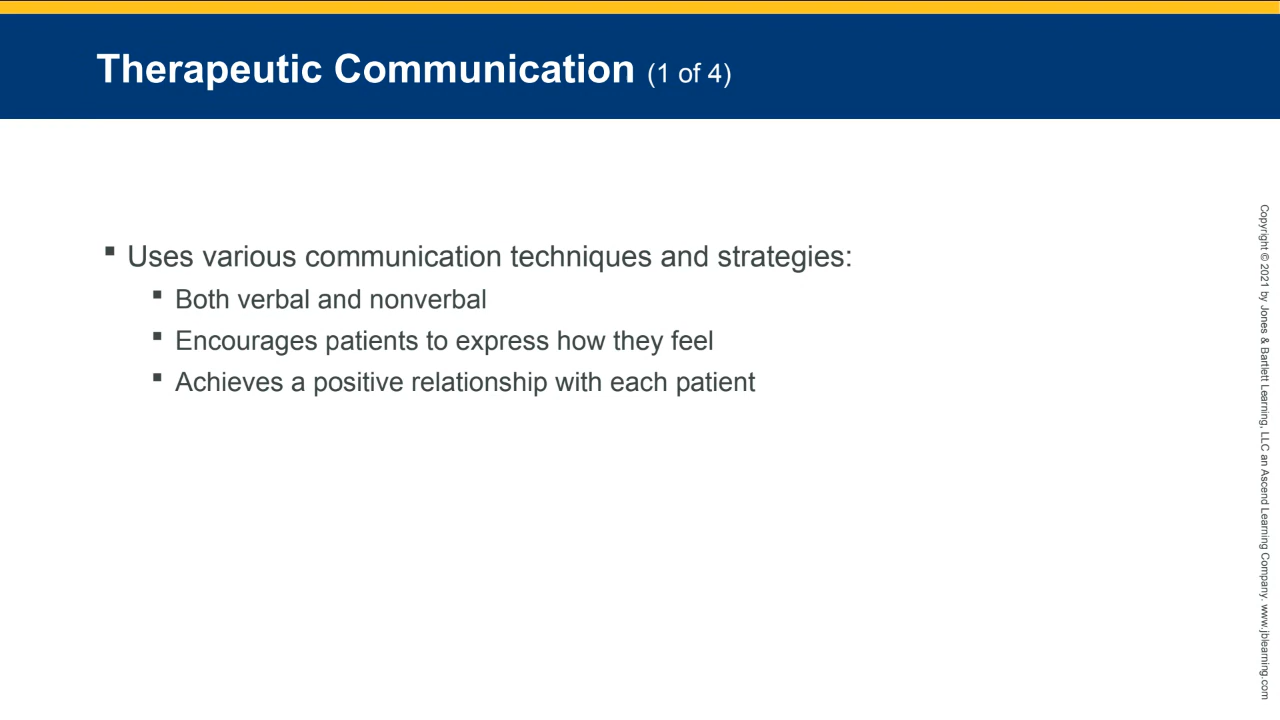 Therapeutic Communication (1 of 4)
▪ Uses various communication techniques and strategies:
▪ Both verbal and nonverbal
▪ Encourages patients to express how they feel
▪ Achieves a positive relationship with each patient
Copyright © 2021 by Jones & Bartlett Learning, LLC an Ascend Learning Company. www.jblearning.com